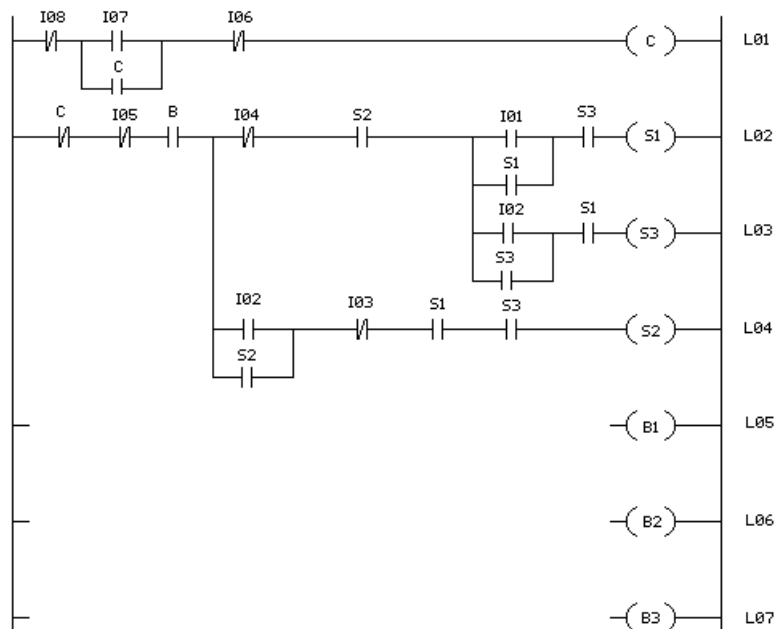 I08 I07 I06
C L01
C
C I05 B I04 S2 I01 S3
S1 L02
S1
I02 S1
S3 L03
S3
I02 I03 S1 S3
S2 L04
S2
B1 L05
B2 L06
B3 L07